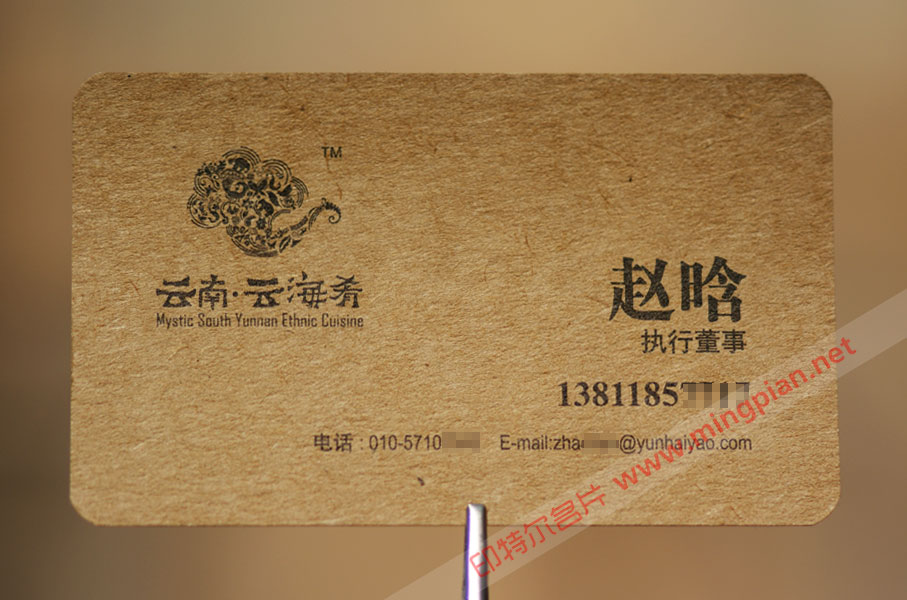 TM
云南·云海肴
Mystic South Yunnan Ethnic Cuisine
赵晗
执行董事
13811857
电话 : 010-5710
E-mail:zha @yunhaiyao.com
印特尔名片 www.mingpian.net